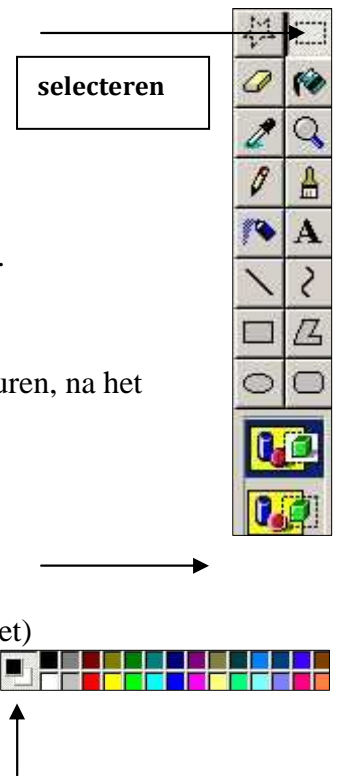 selecteren
A
.
uren, na het
et)